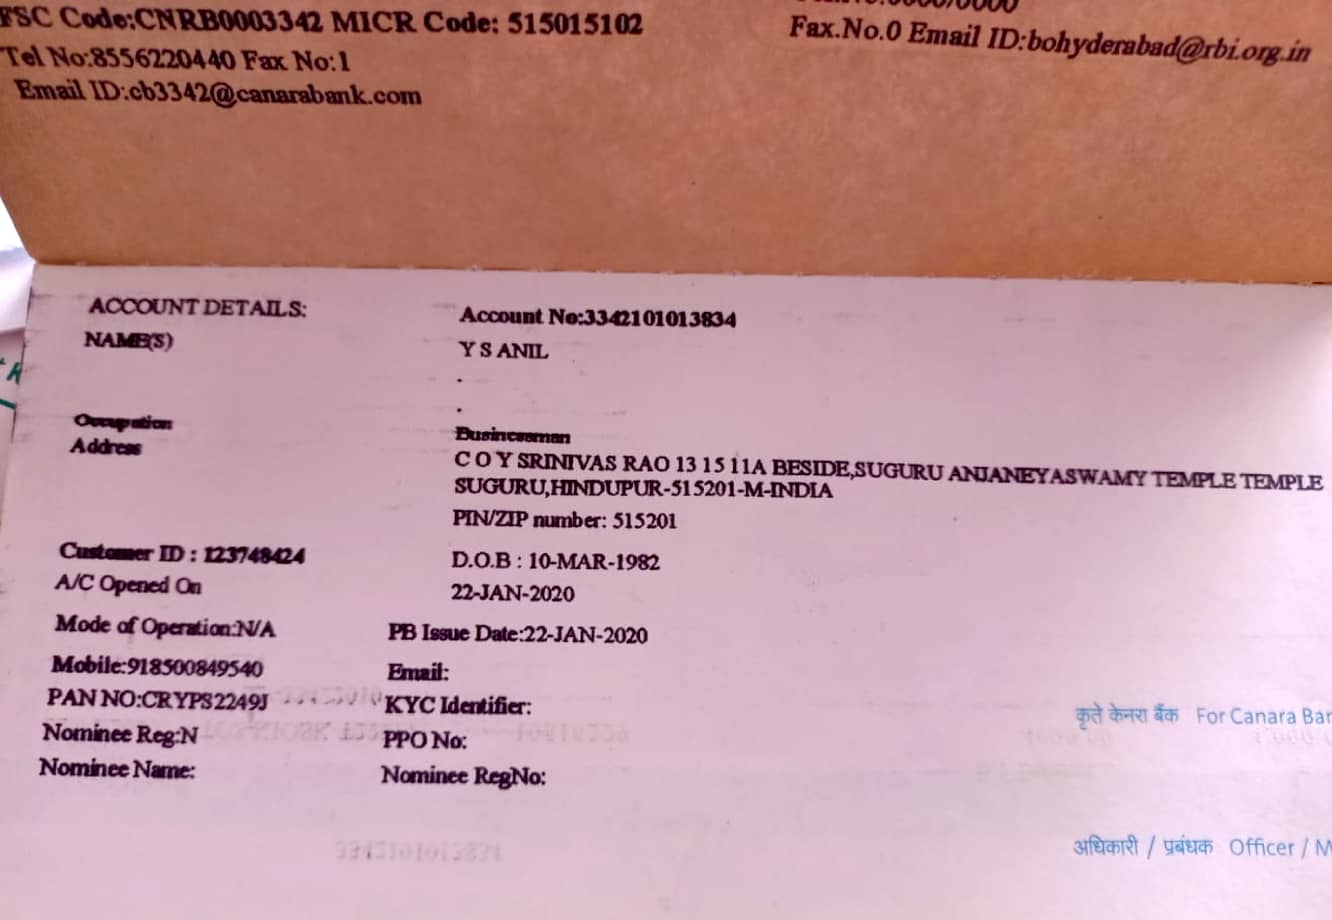 FSC Code:CNRB0003342 MICR Code: 515015102
Tel No:8556220440 Fax No:1
Email ID:cb3342@canarabank.com
Fax.No.0 Email ID:bohyderabad@rbi.org.in
ACCOUNT DETAILS: Account No:3342101013834
NAME(S) Y S ANIL
.
.
Occupation Businessman
Address C O Y SRINIVAS RAO 13 15 11A BESIDE,SUGURU ANJANEYASWAMY TEMPLE TEMPLE
SUGURU,HINDUPUR-515201-M-INDIA
PIN/ZIP number: 515201
Customer ID : 123748424 D.O.B : 10-MAR-1982
A/C Opened On 22-JAN-2020
Mode of Operation:N/A PB Issue Date:22-JAN-2020
Mobile:918500849540 Email:
PAN NO:CRYPS2249J KYC Identifier:
Nominee Reg:N PPO No:
Nominee Name: Nominee RegNo:
कृते केनरा बैंक For Canara Ban
अधिकारी / प्रबंधक Officer / M